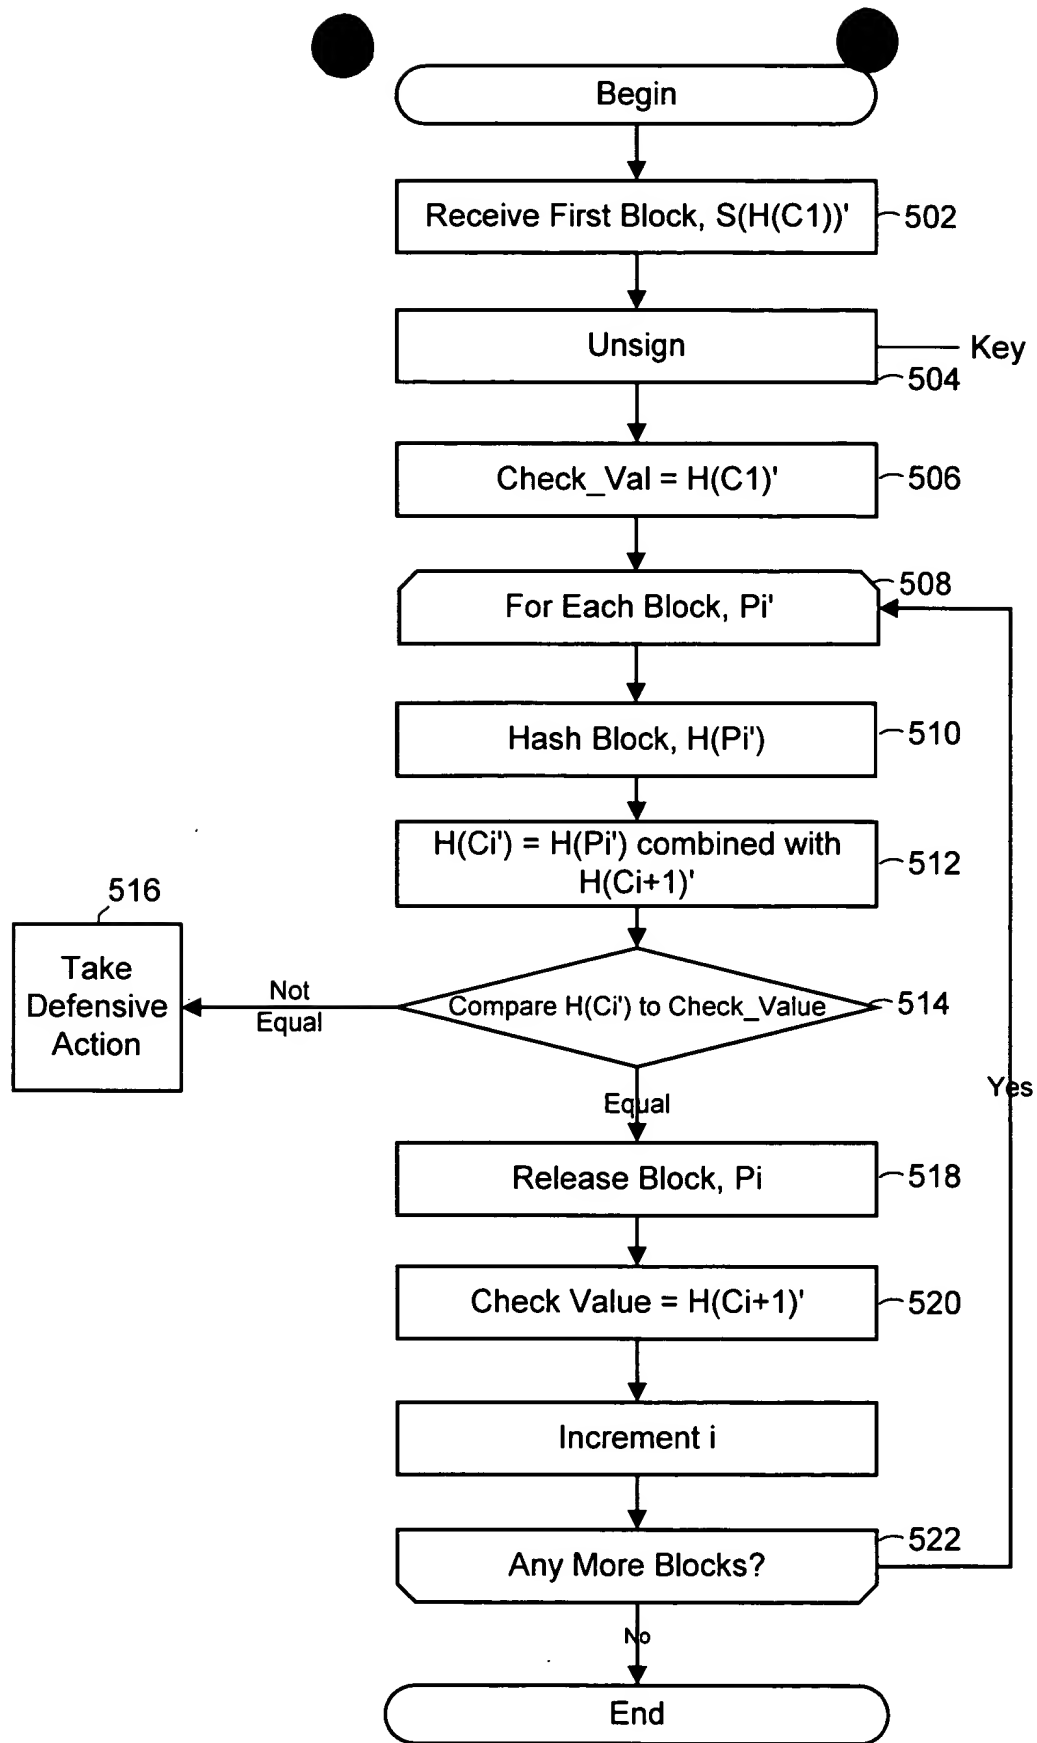 Begin
Receive First Block, S(H(C1))'
502
Unsign
Key
504
Check_Val = H(C1)'
506
508
For Each Block, Pi'
Hash Block, H(Pi')
510
H(Ci') = H(Pi') combined with
H(Ci+1)'
512
516
Take
Defensive
Action
Not
Equal
Compare H(Ci') to Check_Value
514
Yes
Equal
Release Block, Pi
518
Check Value = H(Ci+1)'
520
Increment i
Any More Blocks?
522
No
End